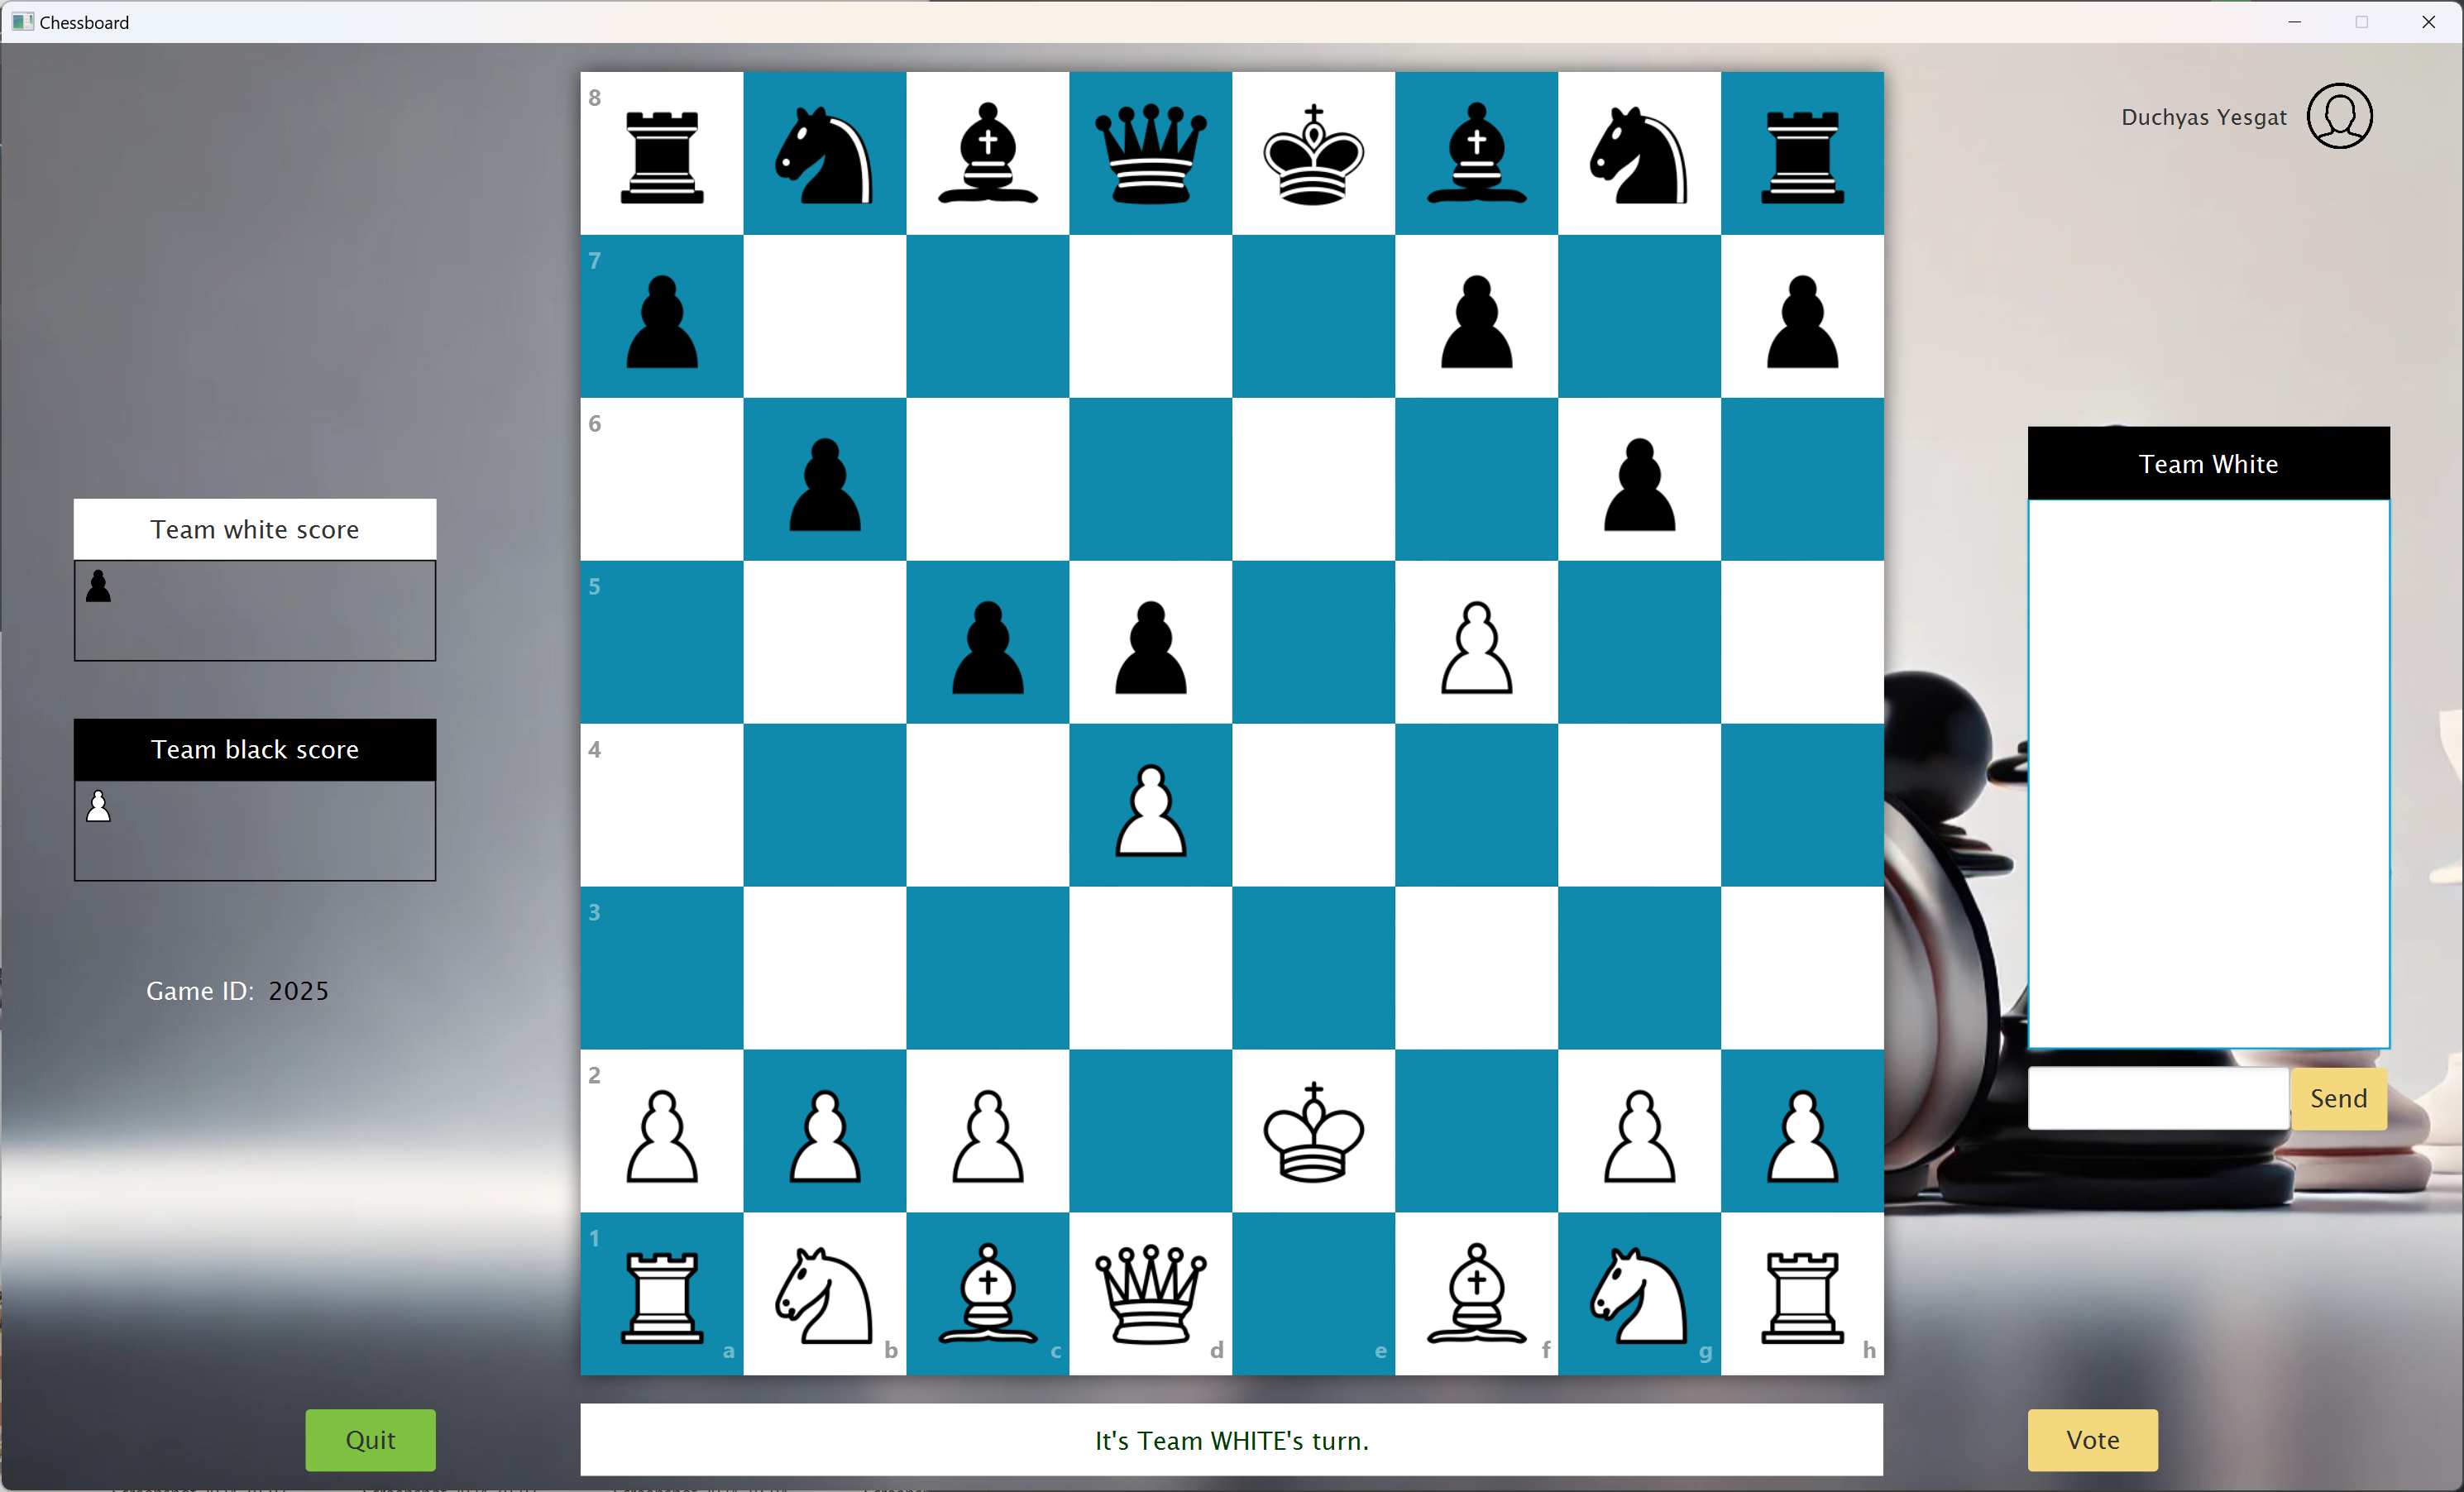 Chessboard
Duchyas Yesgat
8
7
6
5
4
3
2
1
a b c d e f g h
Team white score
Team black score
Game ID: 2025
Team White
Send
Quit
It's Team WHITE's turn.
Vote